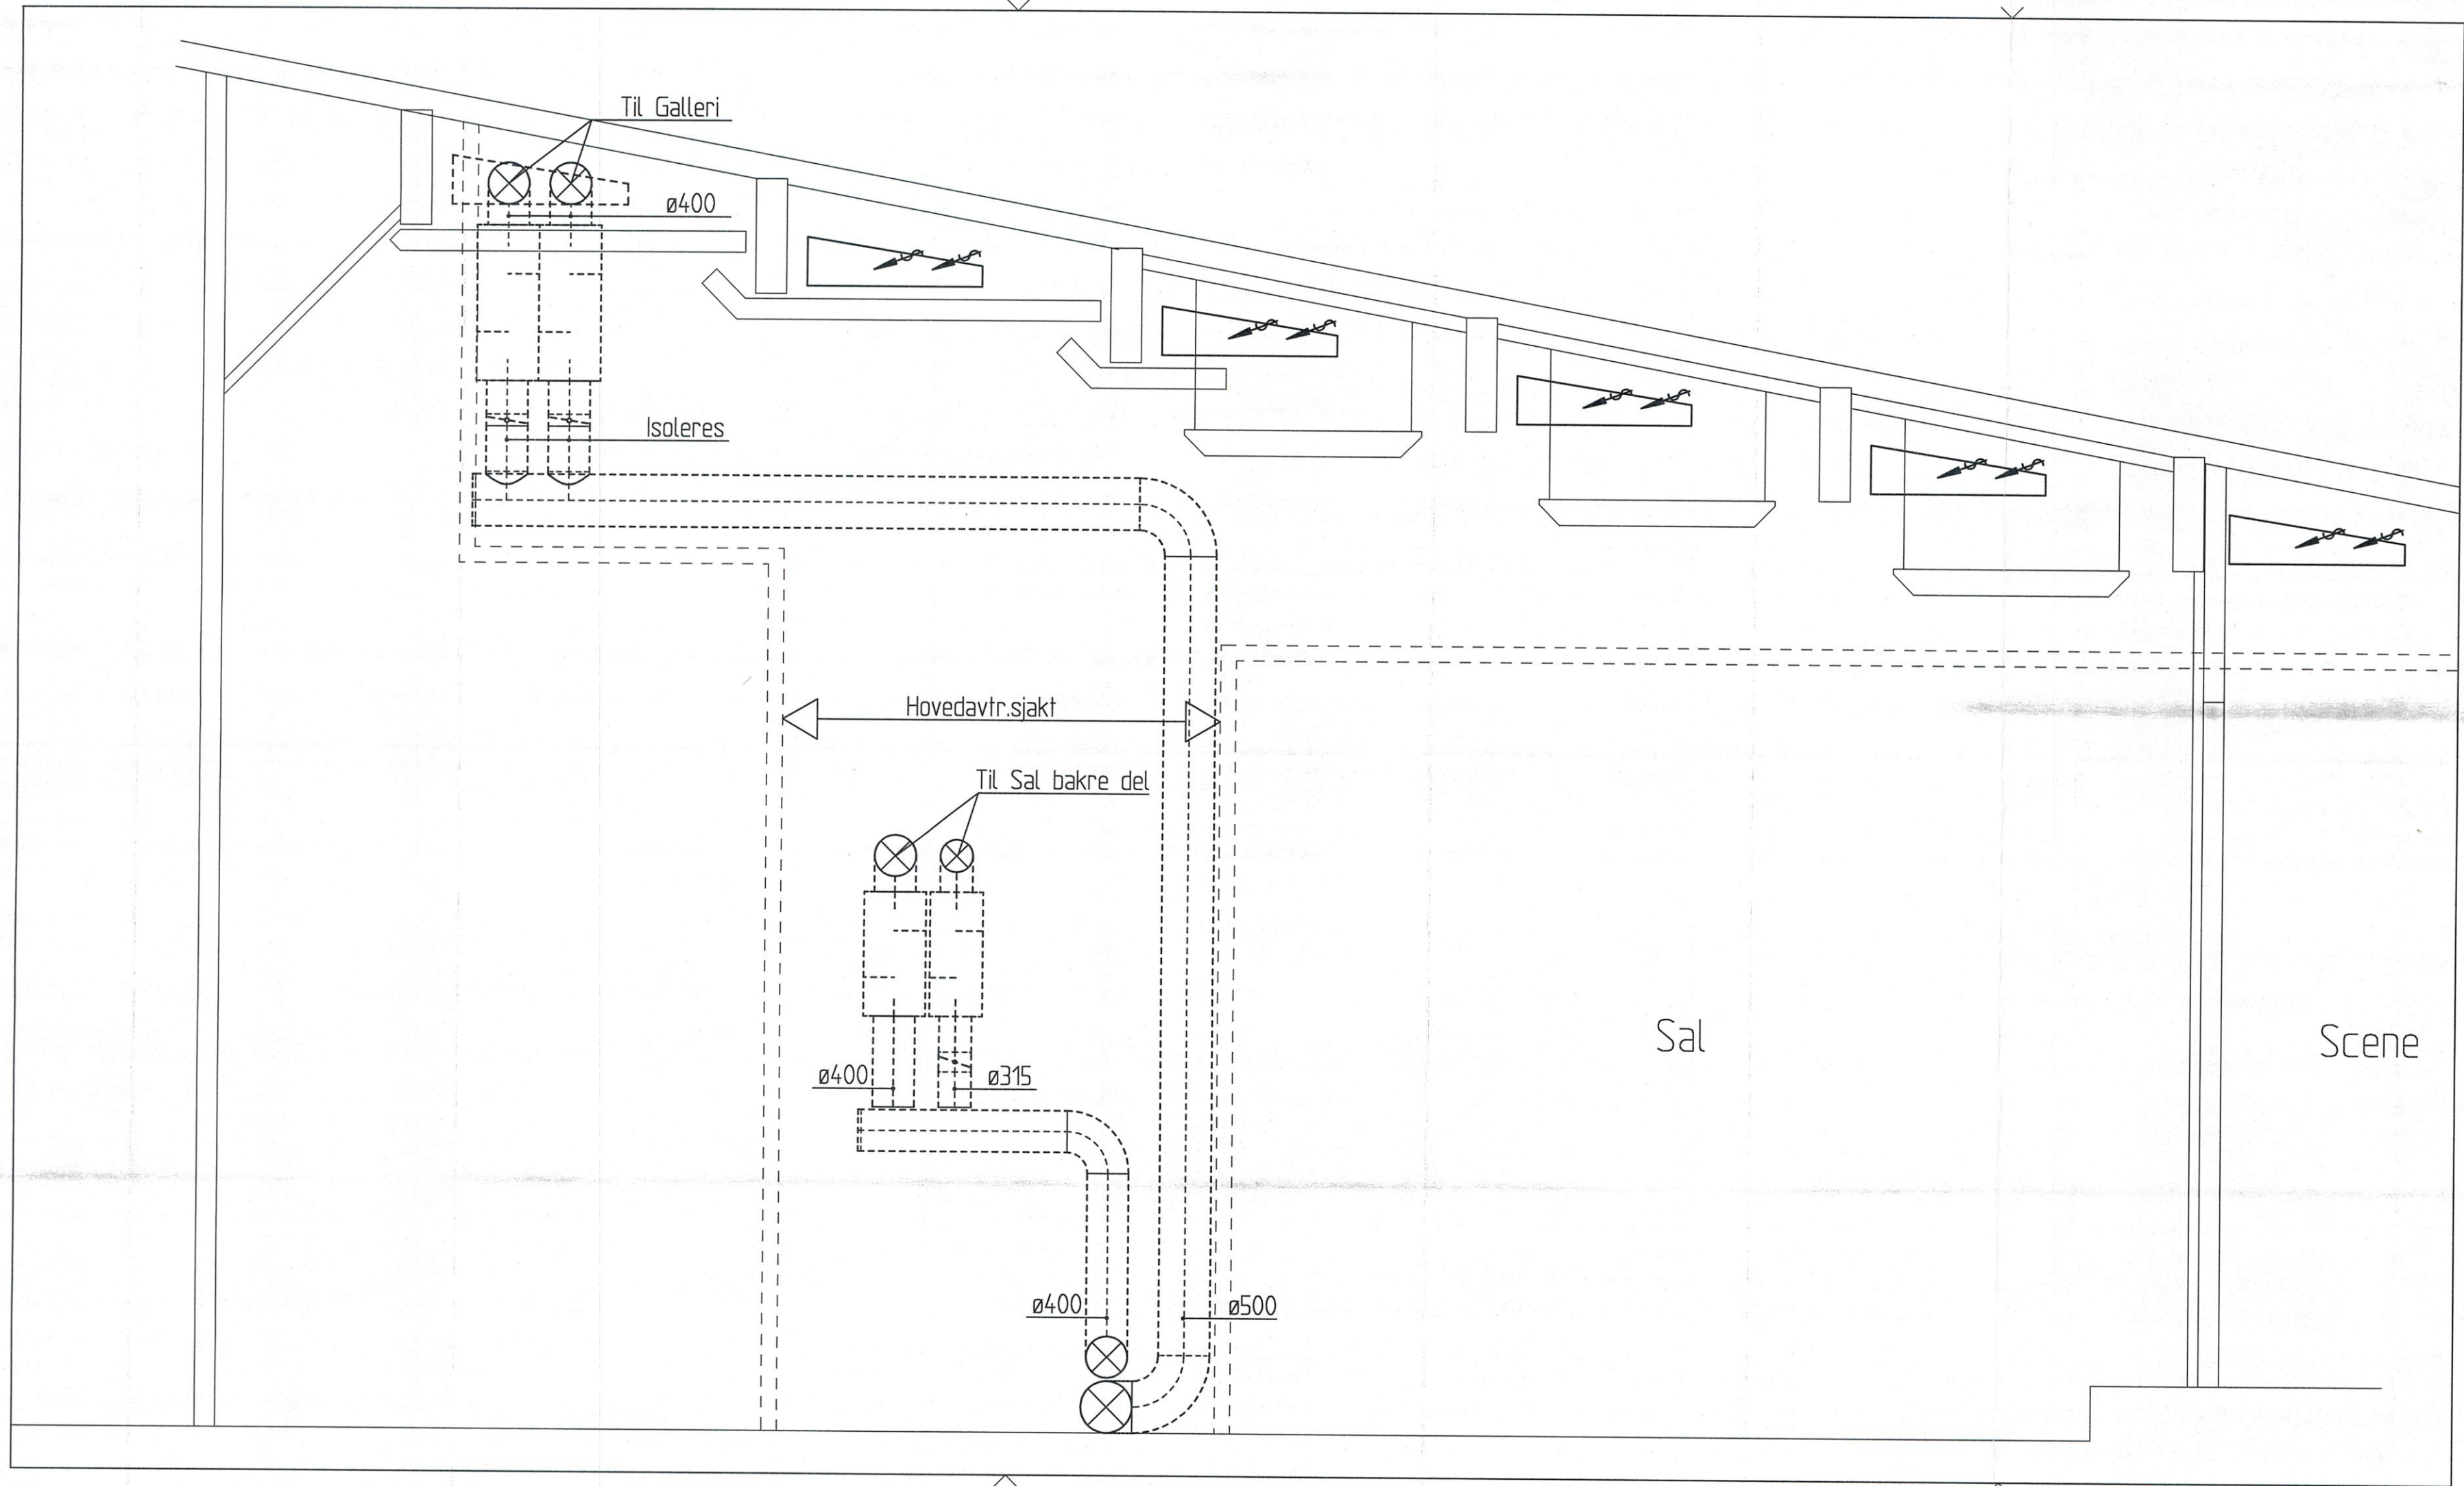 Til Galleri
ø400
Isoleres
Hovedavtr.sjakt
Til Sal bakre del
Sal
Scene
ø400
ø315
ø400
ø500